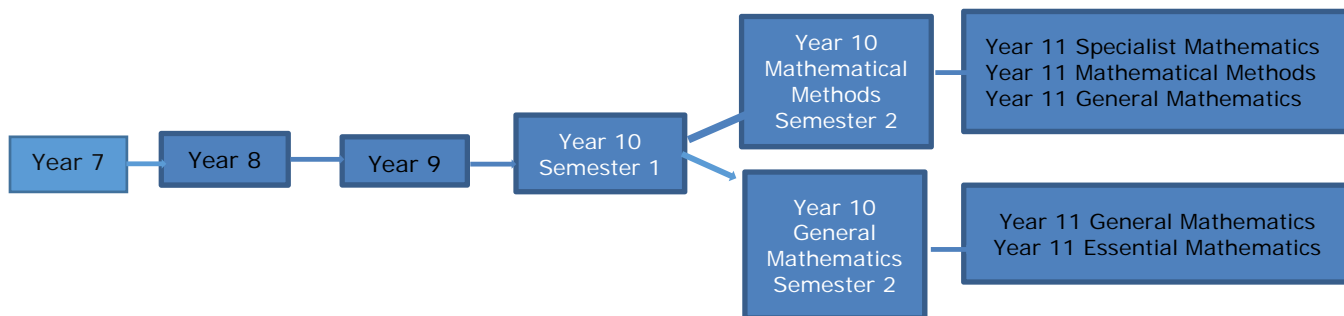 Year 7
Year 8
Year 9
Year 10
Semester 1
Year 10
Mathematical
Methods
Semester 2
Year 11 Specialist Mathematics
Year 11 Mathematical Methods
Year 11 General Mathematics
Year 10
General
Mathematics
Semester 2
Year 11 General Mathematics
Year 11 Essential Mathematics